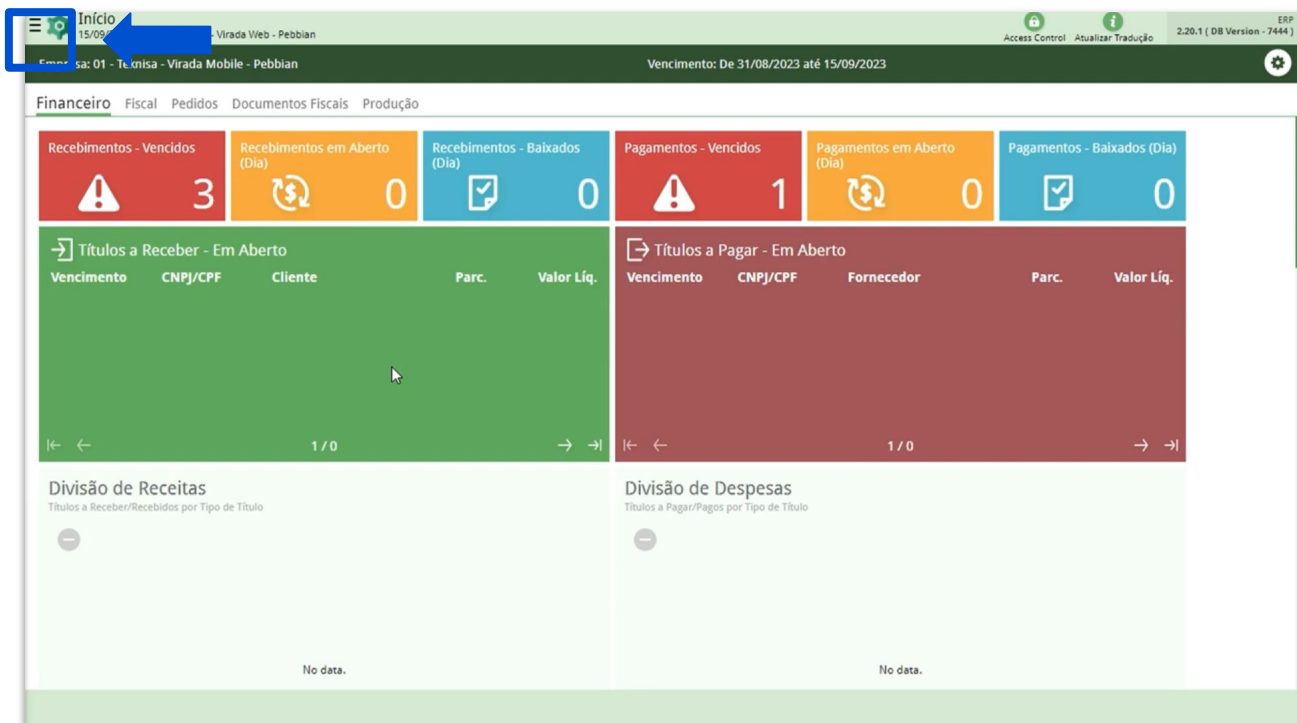 Início
15/09/ - Virada Web - Pebbian
Access Control
Atualizar Tradução
ERP
2.20.1 ( DB Version - 7444 )
Empresa: 01 - Teknisa - Virada Mobile - Pebbian
Vencimento: De 31/08/2023 até 15/09/2023
Financeiro Fiscal Pedidos Documentos Fiscais Produção
Recebimentos - Vencidos
3
Recebimentos em Aberto
(Dia)
0
Recebimentos - Baixados
(Dia)
0
Pagamentos - Vencidos
1
Pagamentos em Aberto
(Dia)
0
Pagamentos - Baixados (Dia)
0
Títulos a Receber - Em Aberto
Vencimento CNPJ/CPF Cliente Parc. Valor Líq.
1 / 0
Títulos a Pagar - Em Aberto
Vencimento CNPJ/CPF Fornecedor Parc. Valor Líq.
1 / 0
Divisão de Receitas
Títulos a Receber/Recebidos por Tipo de Título
No data.
Divisão de Despesas
Títulos a Pagar/Pagos por Tipo de Título
No data.